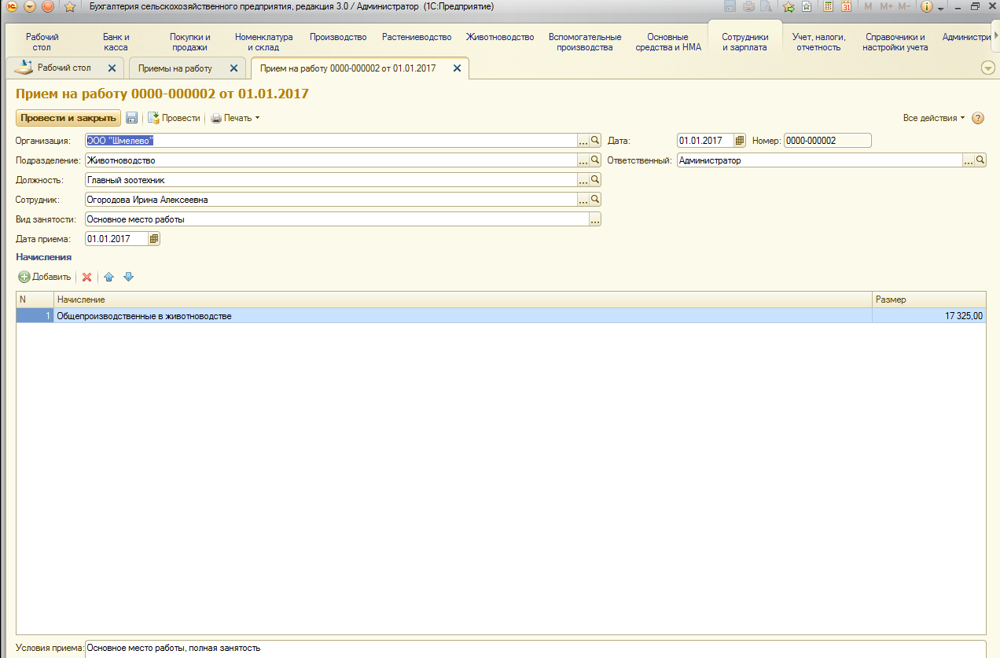 Бухгалтерия сельскохозяйственного предприятия, редакция 3.0 / Администратор (1С:Предприятие)
M M+ M-
Рабочий стол
Банк и касса
Покупки и продажи
Номенклатура и склад
Производство
Растениеводство
Животноводство
Вспомогательные производства
Основные средства и НМА
Сотрудники и зарплата
Учет, налоги, отчетность
Справочники и настройки учета
Администри
Рабочий стол
Приемы на работу
Прием на работу 0000-000002 от 01.01.2017
Прием на работу 0000-000002 от 01.01.2017
Провести и закрыть Провести Печать Все действия ?
Организация: ООО "Шмелево" ... Дата: 01.01.2017 Номер: 0000-000002
Подразделение: Животноводство ... Ответственный: Администратор ...
Должность: Главный зоотехник ...
Сотрудник: Огородова Ирина Алексеевна ...
Вид занятости: Основное место работы ...
Дата приема: 01.01.2017
Начисления
Добавить
N Начисление Размер
1 Общепроизводственные в животноводстве 17 325,00
Условия приема: Основное место работы, полная занятость